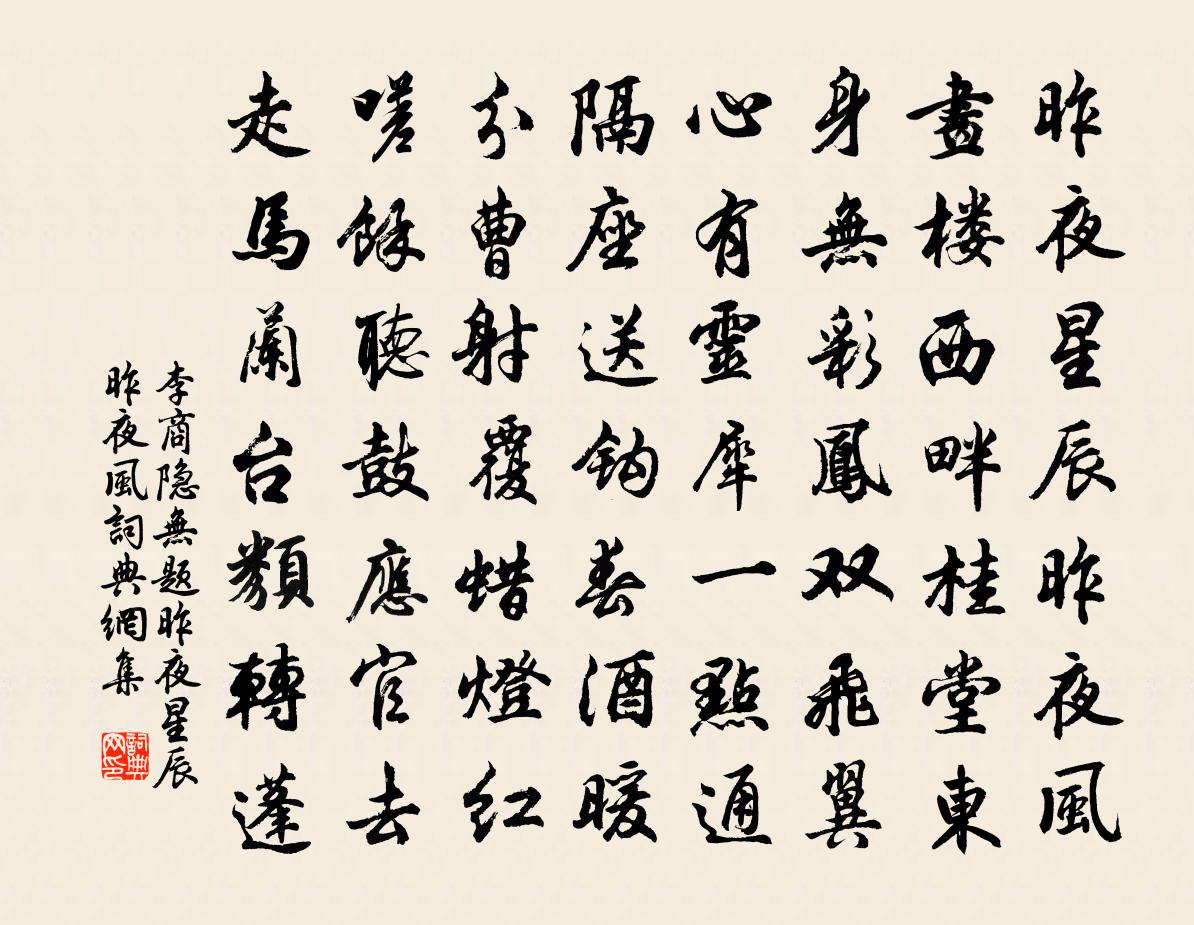 昨夜星辰昨夜風
畫楼西畔桂堂東
身無彩鳳双飛翼
心有靈犀一點通
隔座送鈎春酒暖
分曹射覆蜡燈红
嗟餘聽鼓應官去
走馬蘭台類轉蓬
李商隐無題昨夜星辰
昨夜風詞典網集
詞典
网印